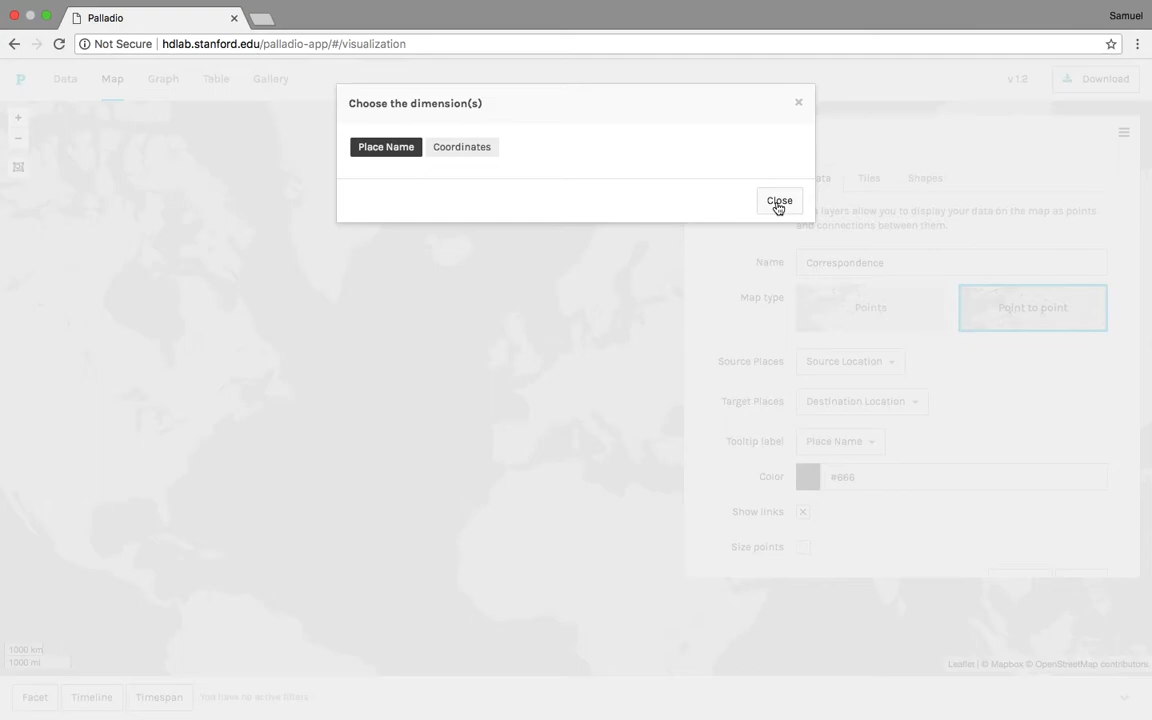 Palladio
Samuel
Not Secure hdlab.stanford.edu/palladio-app/#/visualization
P Data Map Graph Table Gallery v.1.2 Download
Choose the dimension(s)
Place Name Coordinates
Close
Tiles Shapes
layers allow you to display your data on the map as points
and connections between them.
Name Correspondence
Map type Points Point to point
Source Places Source Location
Target Places Destination Location
Tooltip label Place Name
Color #666
Show links
Size points
1000 km
1000 mi
Leaflet | © Mapbox © OpenStreetMap contributors
Facet Timeline Timespan You have no active filters